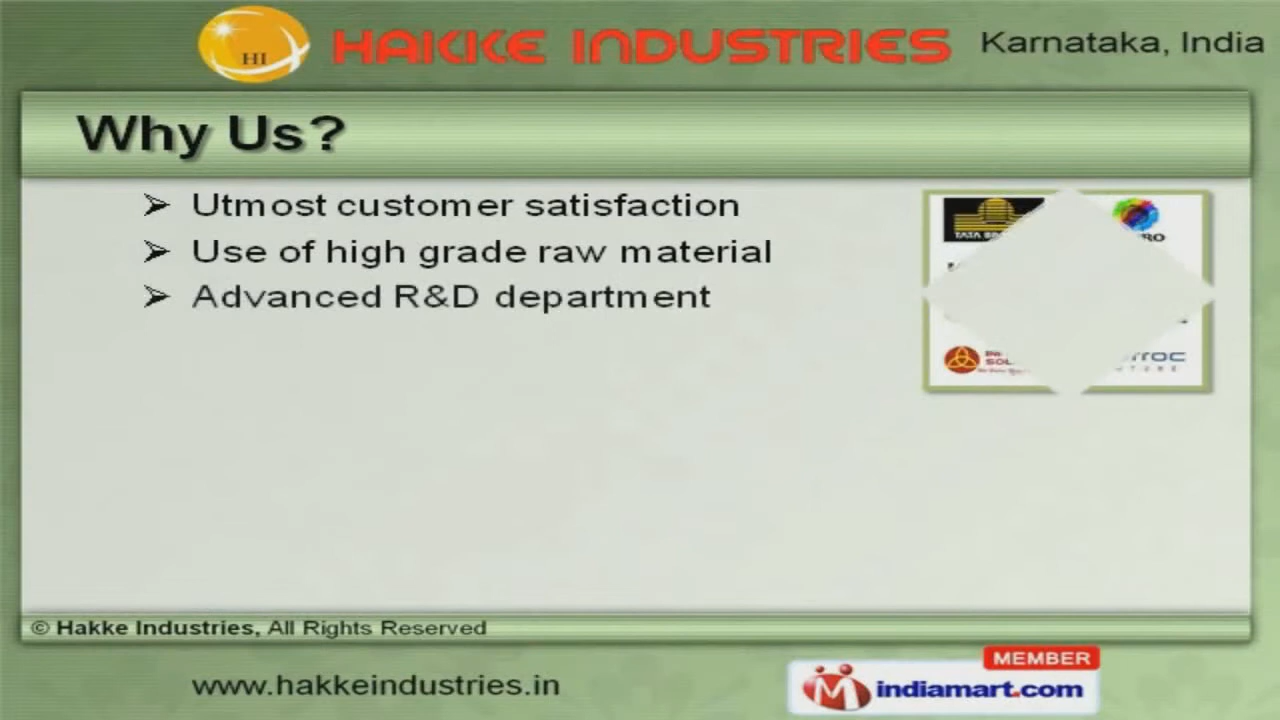 HI
HAKKE INDUSTRIES
Karnataka, India
Why Us?
➢ Utmost customer satisfaction
➢ Use of high grade raw material
➢ Advanced R&D department
TATA
© Hakke Industries, All Rights Reserved
www.hakkeindustries.in
MEMBER
indiamart.com